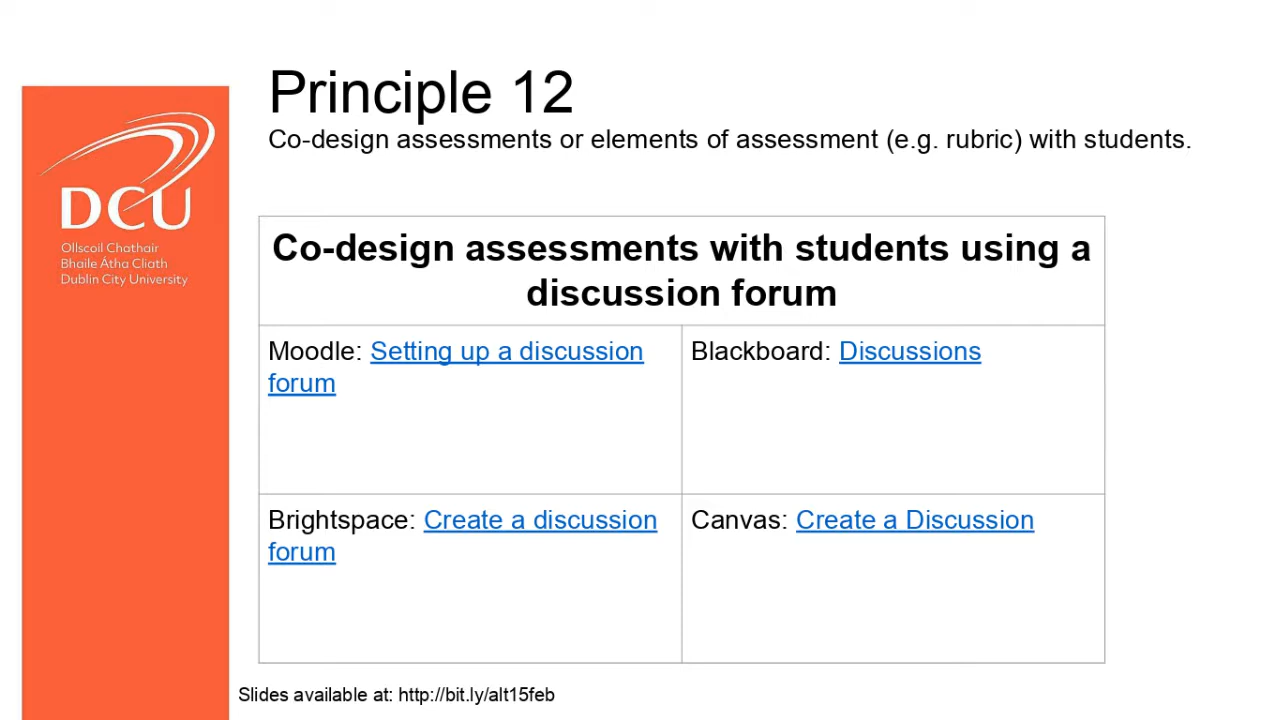 Principle 12
Co-design assessments or elements of assessment (e.g. rubric) with students.
DCU
Ollscoil Chathair
Bhaile Átha Cliath
Dublin City University
Co-design assessments with students using a
discussion forum
Moodle: Setting up a discussion
forum
Blackboard: Discussions
Brightspace: Create a discussion
forum
Canvas: Create a Discussion
Slides available at: http://bit.ly/alt15feb